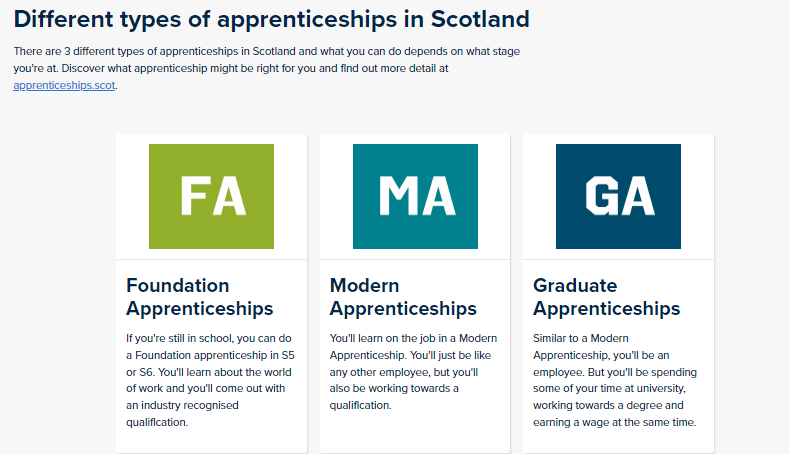 Different types of apprenticeships in Scotland
There are 3 different types of apprenticeships in Scotland and what you can do depends on what stage
you're at. Discover what apprenticeship might be right for you and find out more detail at
apprenticeships.scot.
FA
Foundation
Apprenticeships
If you're still in school, you can do
a Foundation apprenticeship in S5
or S6. You'll learn about the world
of work and you'll come out with
an industry recognised
qualification.
MA
Modern
Apprenticeships
You'll learn on the job in a Modern
Apprenticeship. You'll just be like
any other employee, but you'll
also be working towards a
qualification.
GA
Graduate
Apprenticeships
Similar to a Modern
Apprenticeship, you'll be an
employee. But you'll be spending
some of your time at university,
working towards a degree and
earning a wage at the same time.